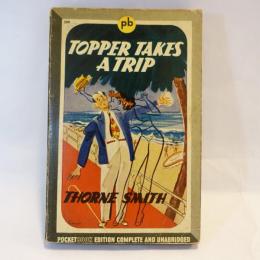 pb
TOPPER TAKES
A TRIP
THORNE SMITH
POCKET BOOK EDITION COMPLETE AND UNABRIDGED